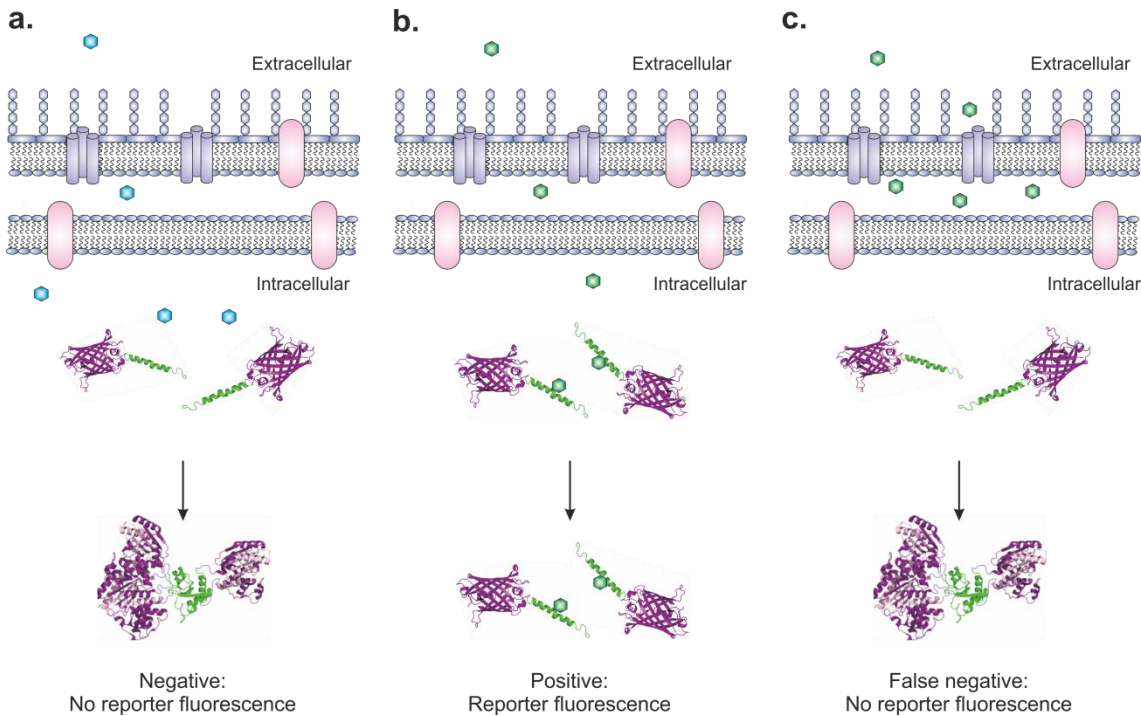 a.
Extracellular
Intracellular
Negative:
No reporter fluorescence
b.
Extracellular
Intracellular
Positive:
Reporter fluorescence
c.
Extracellular
Intracellular
False negative:
No reporter fluorescence